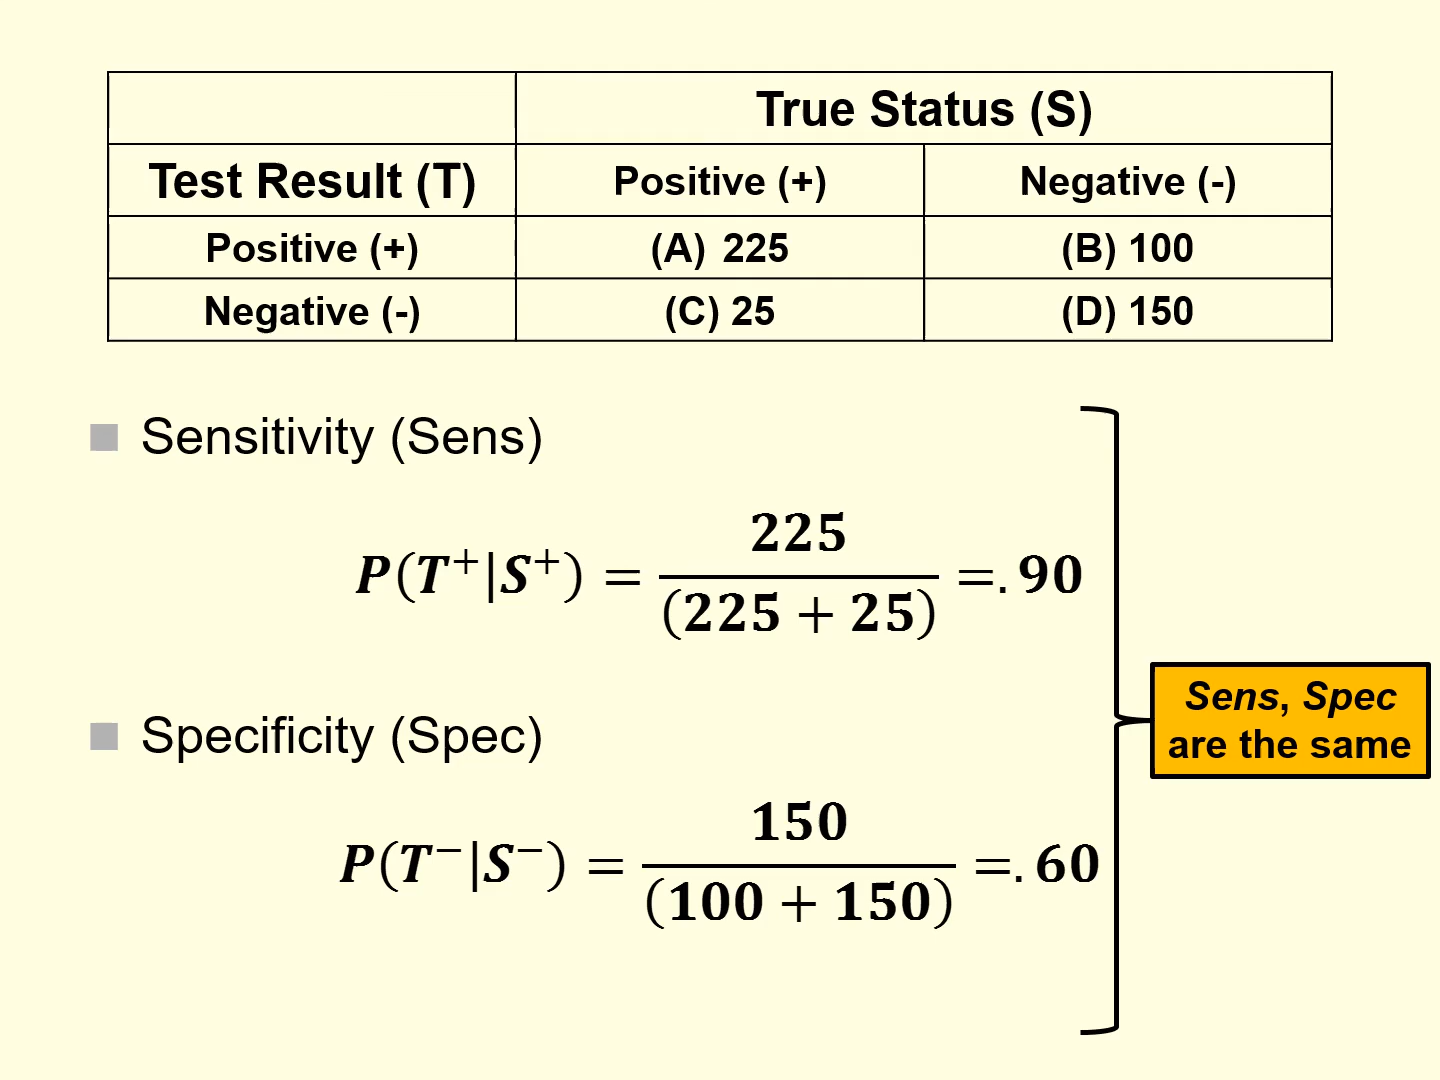 True Status (S)
Test Result (T) Positive (+) Negative (-)
Positive (+) (A) 225 (B) 100
Negative (-) (C) 25 (D) 150
Sensitivity (Sens)
P(T⁺|S⁺) = 225 / (225 + 25) =. 90
Sens, Spec
are the same
Specificity (Spec)
P(T⁻|S⁻) = 150 / (100 + 150) =. 60